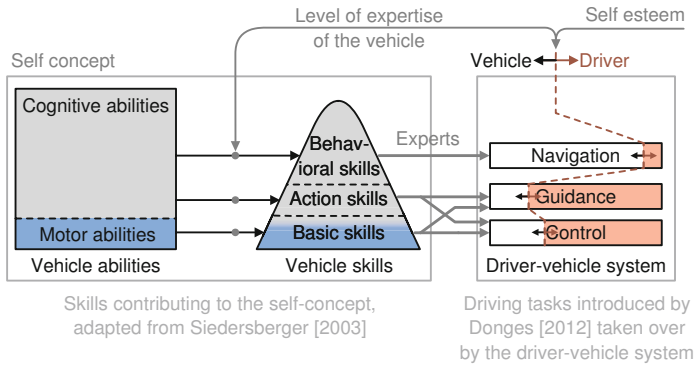 Level of expertise
of the vehicle
Self esteem
Self concept
Vehicle
Driver
Cognitive abilities
Motor abilities
Vehicle abilities
Behav-
ioral skills
Action skills
Basic skills
Vehicle skills
Experts
Navigation
Guidance
Control
Driver-vehicle system
Skills contributing to the self-concept,
adapted from Siedersberger [2003]
Driving tasks introduced by
Donges [2012] taken over
by the driver-vehicle system